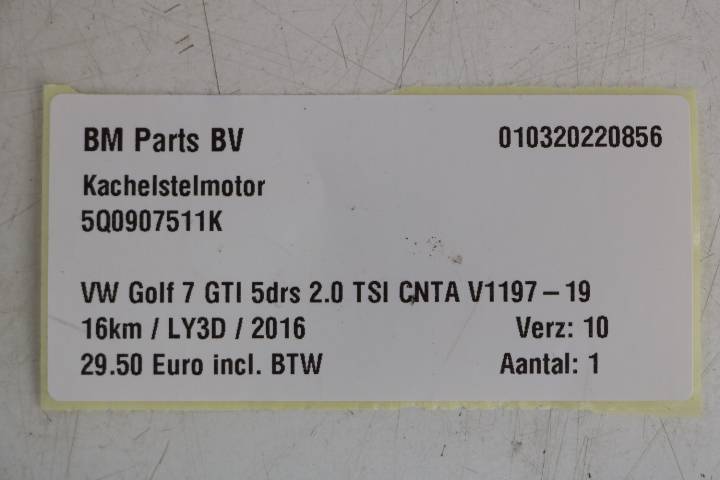 BM Parts BV 010320220856
Kachelstelmotor
5Q0907511K
VW Golf 7 GTI 5drs 2.0 TSI CNTA V1197 – 19
16km / LY3D / 2016 Verz: 10
29.50 Euro incl. BTW Aantal: 1